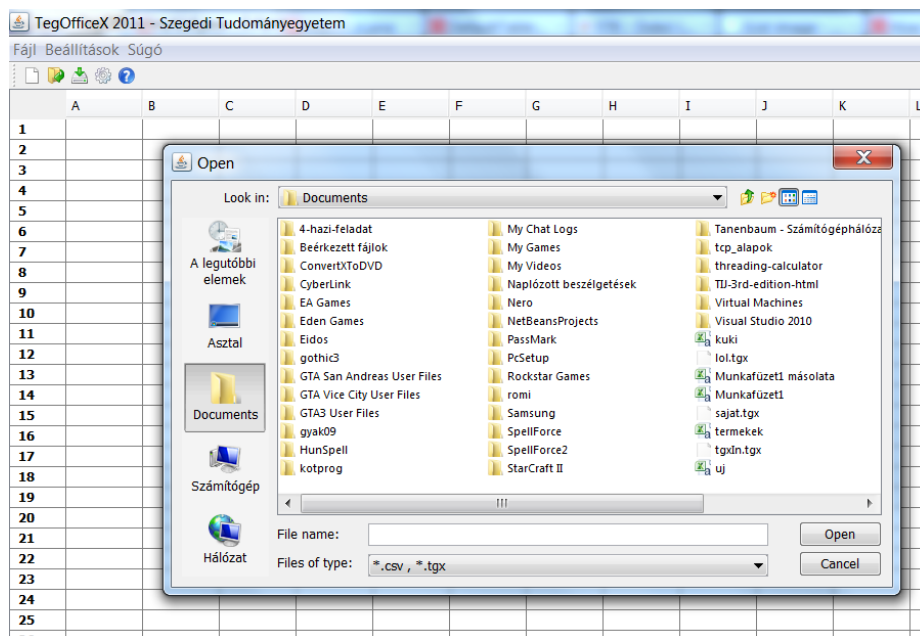 TegOfficeX 2011 - Szegedi Tudományegyetem
Fájl Beállítások Súgó
A B C D E F G H I J K L
1
2
3
4
5
6
7
8
9
10
11
12
13
14
15
16
17
18
19
20
21
22
23
24
25
Open
Look in: Documents
A legutóbbi elemek
Asztal
Documents
Számítógép
Hálózat
4-hazi-feladat
Beérkezett fájlok
ConvertXToDVD
CyberLink
EA Games
Eden Games
Eidos
gothic3
GTA San Andreas User Files
GTA Vice City User Files
GTA3 User Files
gyak09
HunSpell
kotprog
My Chat Logs
My Games
My Videos
Naplózott beszélgetések
Nero
NetBeansProjects
PassMark
PcSetup
Rockstar Games
romi
Samsung
SpellForce
SpellForce2
StarCraft II
Tanenbaum - Számítógéphálóza
tcp_alapok
threading-calculator
TIJ-3rd-edition-html
Virtual Machines
Visual Studio 2010
kuki
lol.tgx
Munkafüzet1 másolata
Munkafüzet1
sajat.tgx
termekek
tgxIn.tgx
uj
File name:
Open
Files of type: *.csv , *.tgx
Cancel